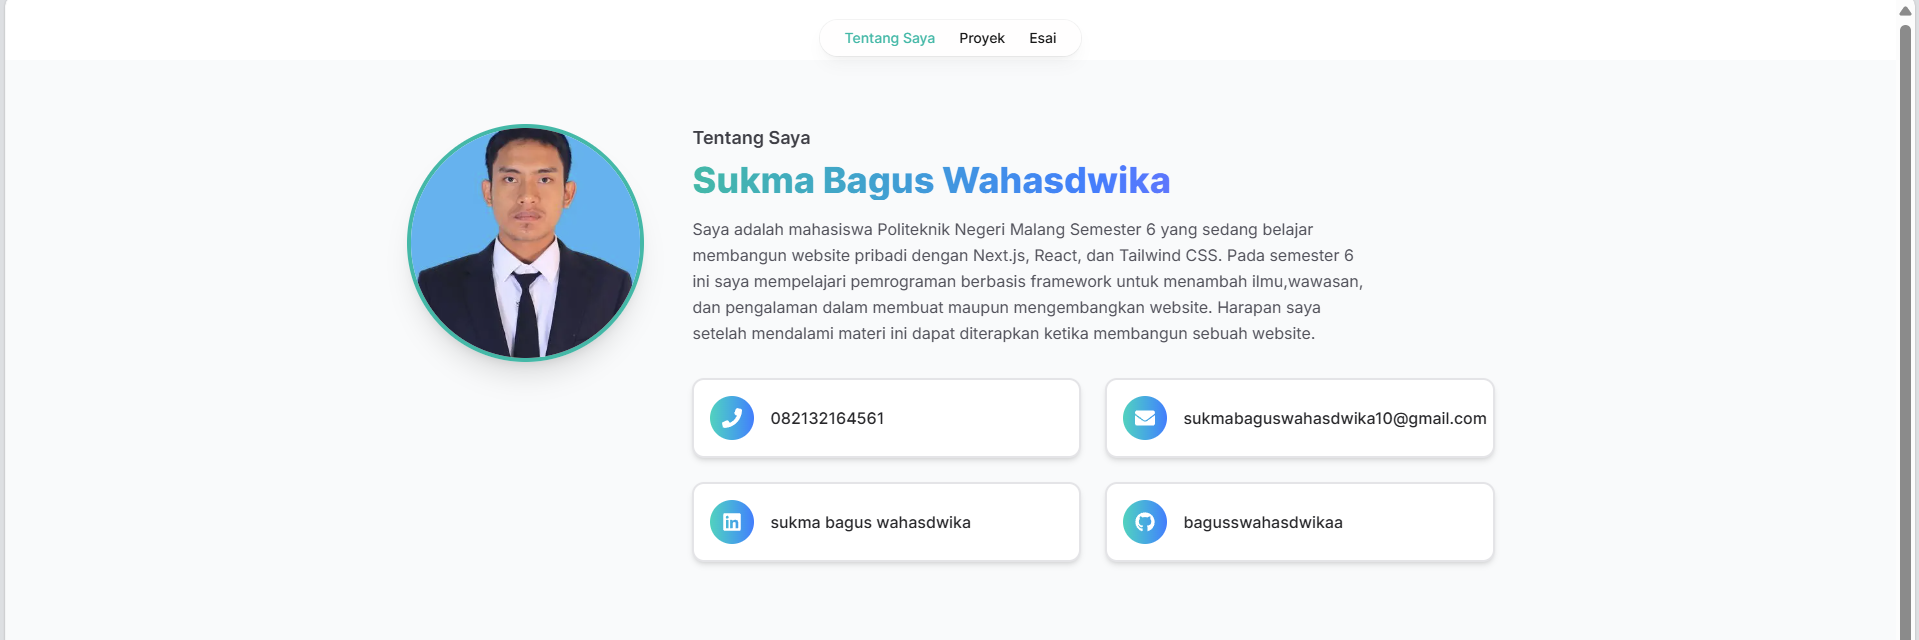 Tentang Saya Proyek Esai
Tentang Saya
Sukma Bagus Wahasdwika
Saya adalah mahasiswa Politeknik Negeri Malang Semester 6 yang sedang belajar
membangun website pribadi dengan Next.js, React, dan Tailwind CSS. Pada semester 6
ini saya mempelajari pemrograman berbasis framework untuk menambah ilmu,wawasan,
dan pengalaman dalam membuat maupun mengembangkan website. Harapan saya
setelah mendalami materi ini dapat diterapkan ketika membangun sebuah website.
082132164561
sukmabaguswahasdwika10@gmail.com
sukma bagus wahasdwika
bagusswahasdwikaa